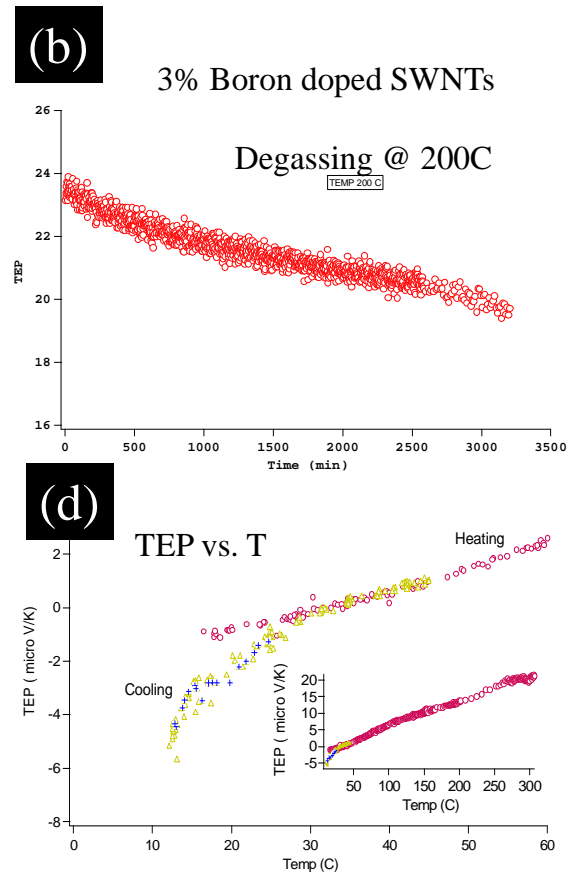 (b)
3% Boron doped SWNTs
Degassing @ 200C
TEMP 200 C
26
24
22
20
18
16
TEP
0 500 1000 1500 2000 2500 3000 3500
Time (min)
(d)
TEP vs. T
Heating
Cooling
2
0
-2
-4
-6
-8
TEP ( micro V/K)
20
15
10
5
0
-5
TEP ( micro V/K)
50 100 150 200 250 300
Temp (C)
0 10 20 30 40 50 60
Temp (C)